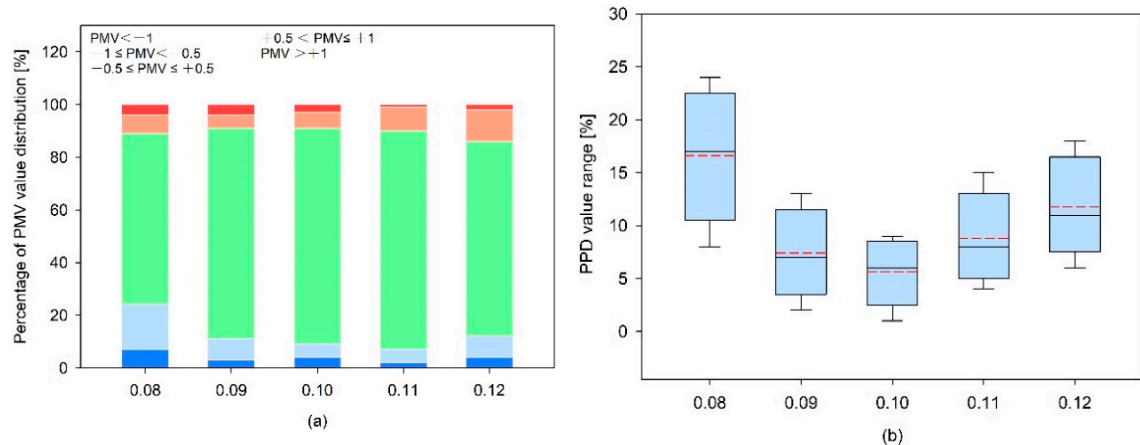 PMV＜−1
+0.5 < PMV≤ +1
−1 ≤ PMV< −0.5
PMV >+1
−0.5 ≤ PMV ≤ +0.5
Percentage of PMV value distribution [%]
120
100
80
60
40
20
0
0.08 0.09 0.10 0.11 0.12
(a)
PPD value range [%]
30
25
20
15
10
5
0
0.08 0.09 0.10 0.11 0.12
(b)